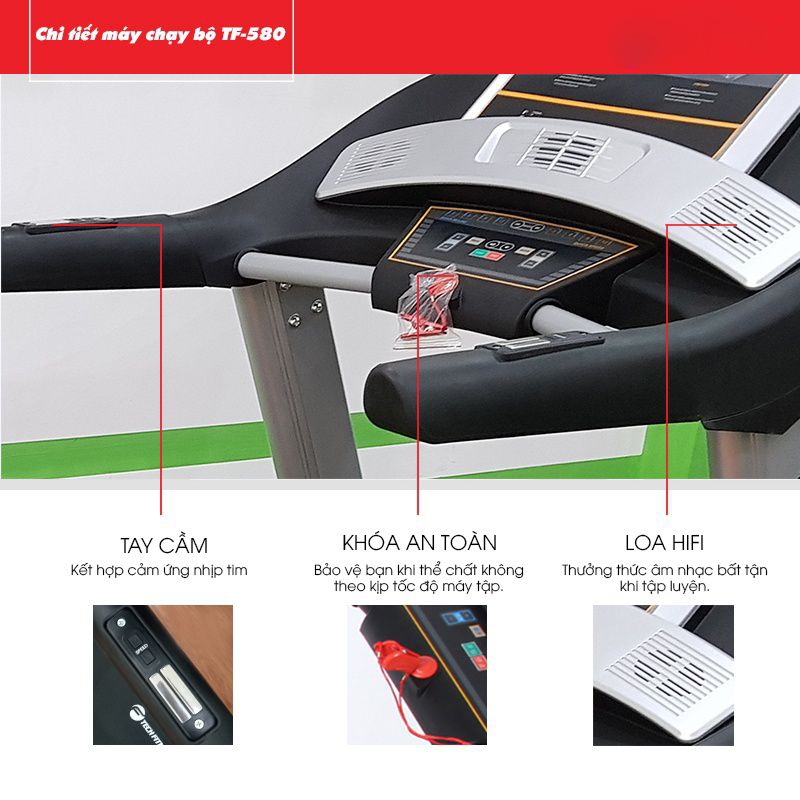 Chi tiết máy chạy bộ TF-580
TAY CẦM
Kết hợp cảm ứng nhịp tim
KHÓA AN TOÀN
Bảo vệ bạn khi thể chất không
theo kịp tốc độ máy tập.
LOA HIFI
Thưởng thức âm nhạc bất tận
khi tập luyện.
SPEED
TECH FIT